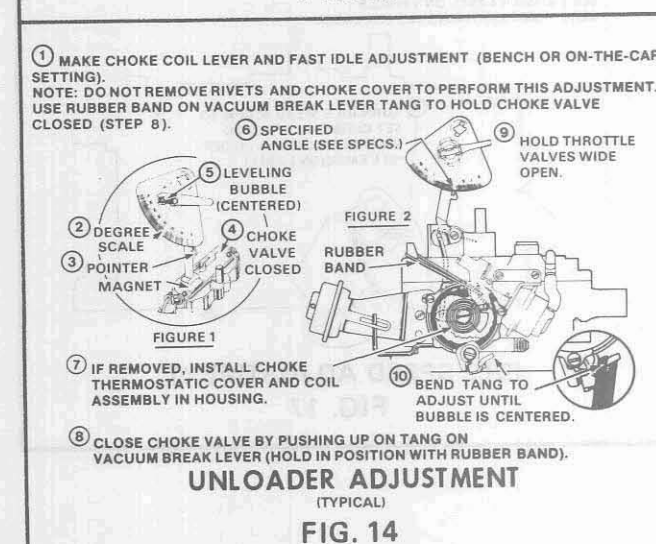 ① MAKE CHOKE COIL LEVER AND FAST IDLE ADJUSTMENT (BENCH OR ON-THE-CAR
SETTING).
NOTE: DO NOT REMOVE RIVETS AND CHOKE COVER TO PERFORM THIS ADJUSTMENT.
USE RUBBER BAND ON VACUUM BREAK LEVER TANG TO HOLD CHOKE VALVE
CLOSED (STEP 8).
⑥ SPECIFIED
ANGLE (SEE SPECS.)
⑨ HOLD THROTTLE
VALVES WIDE
OPEN.
⑤ LEVELING
BUBBLE
(CENTERED)
② DEGREE
SCALE
④ CHOKE
VALVE
CLOSED
③ POINTER
MAGNET
FIGURE 1
FIGURE 2
RUBBER
BAND
⑦ IF REMOVED, INSTALL CHOKE
THERMOSTATIC COVER AND COIL
ASSEMBLY IN HOUSING.
⑩ BEND TANG TO
ADJUST UNTIL
BUBBLE IS CENTERED.
⑧ CLOSE CHOKE VALVE BY PUSHING UP ON TANG ON
VACUUM BREAK LEVER (HOLD IN POSITION WITH RUBBER BAND).
UNLOADER ADJUSTMENT
(TYPICAL)
FIG. 14